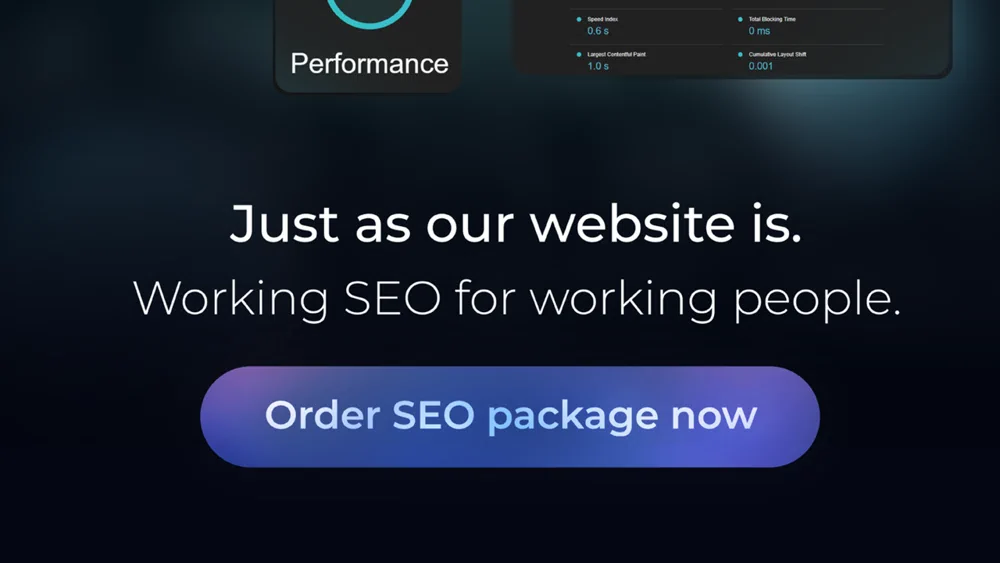 Speed Index
Total Blocking Time
0.6 s
0 ms
Performance
Largest Contentful Paint
Cumulative Layout Shift
1.0 s
0.001
Just as our website is.
Working SEO for working people.
Order SEO package now